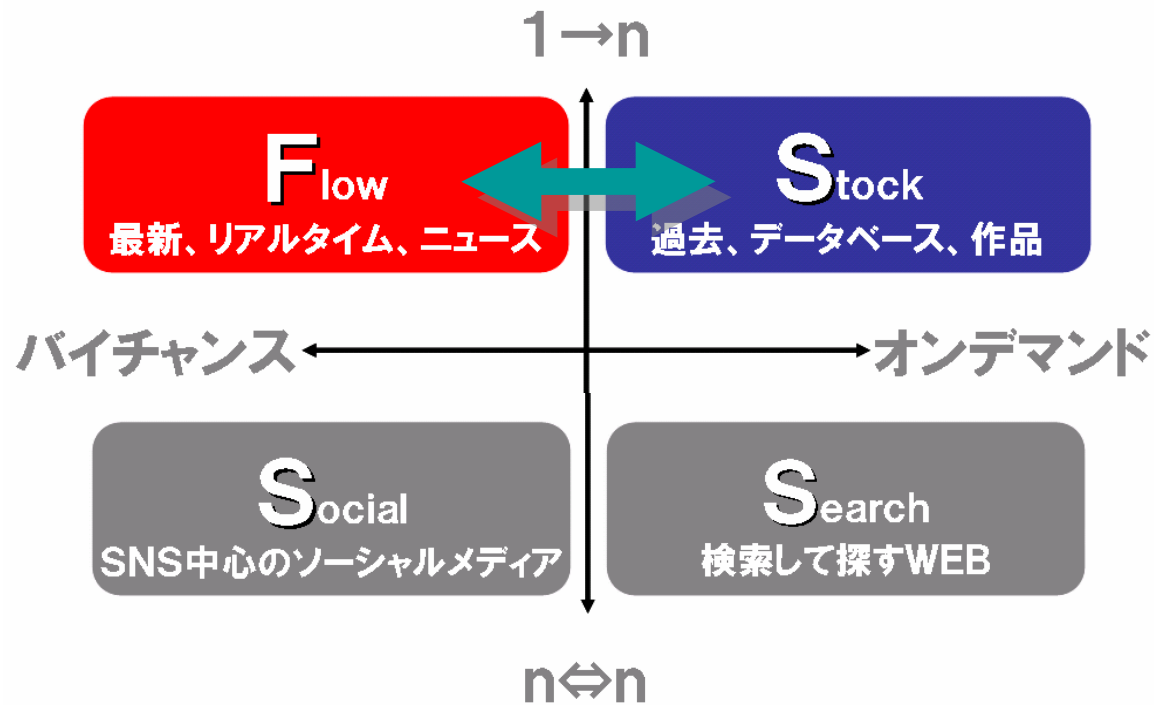 1→n
Flow
最新、リアルタイム、ニュース
Stock
過去、データベース、作品
バイチャンス
オンデマンド
Social
SNS中心のソーシャルメディア
Search
検索して探すWEB
n⇔n